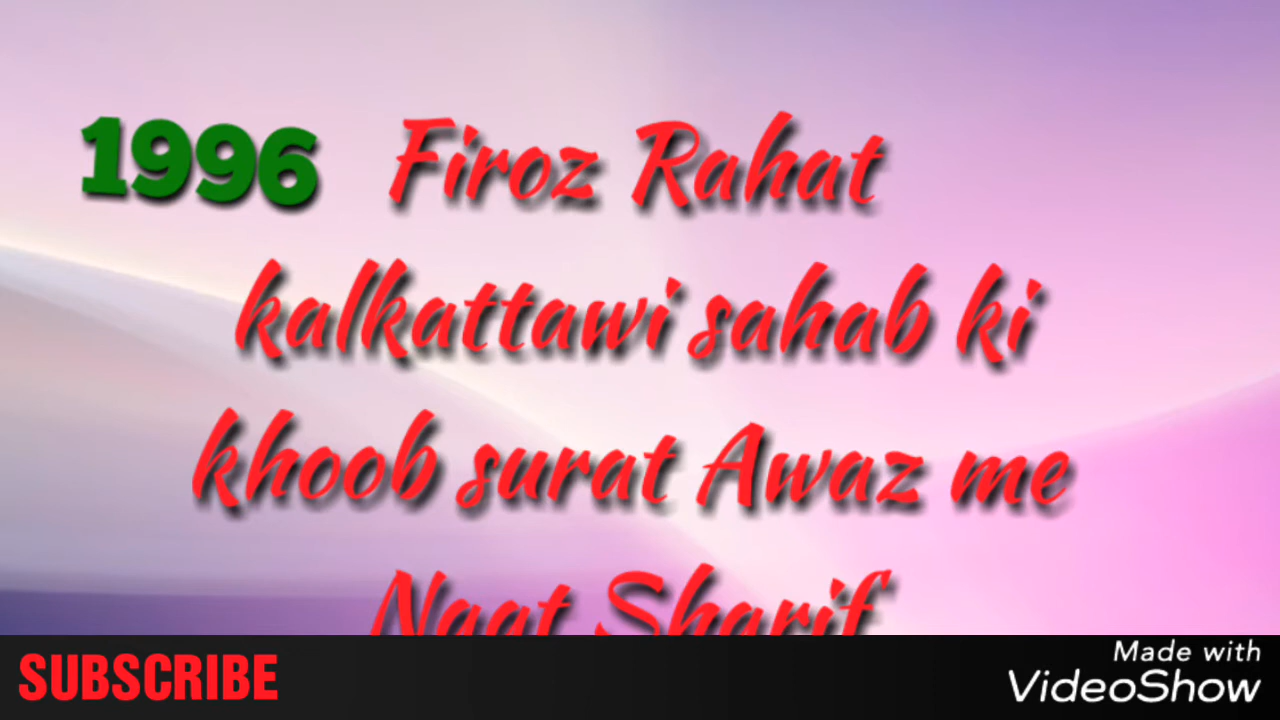 1996 Firoz Rahat
kalkattawi sahab ki
khoob surat Awaz me
Naat Sharif
SUBSCRIBE
Made with
VideoShow